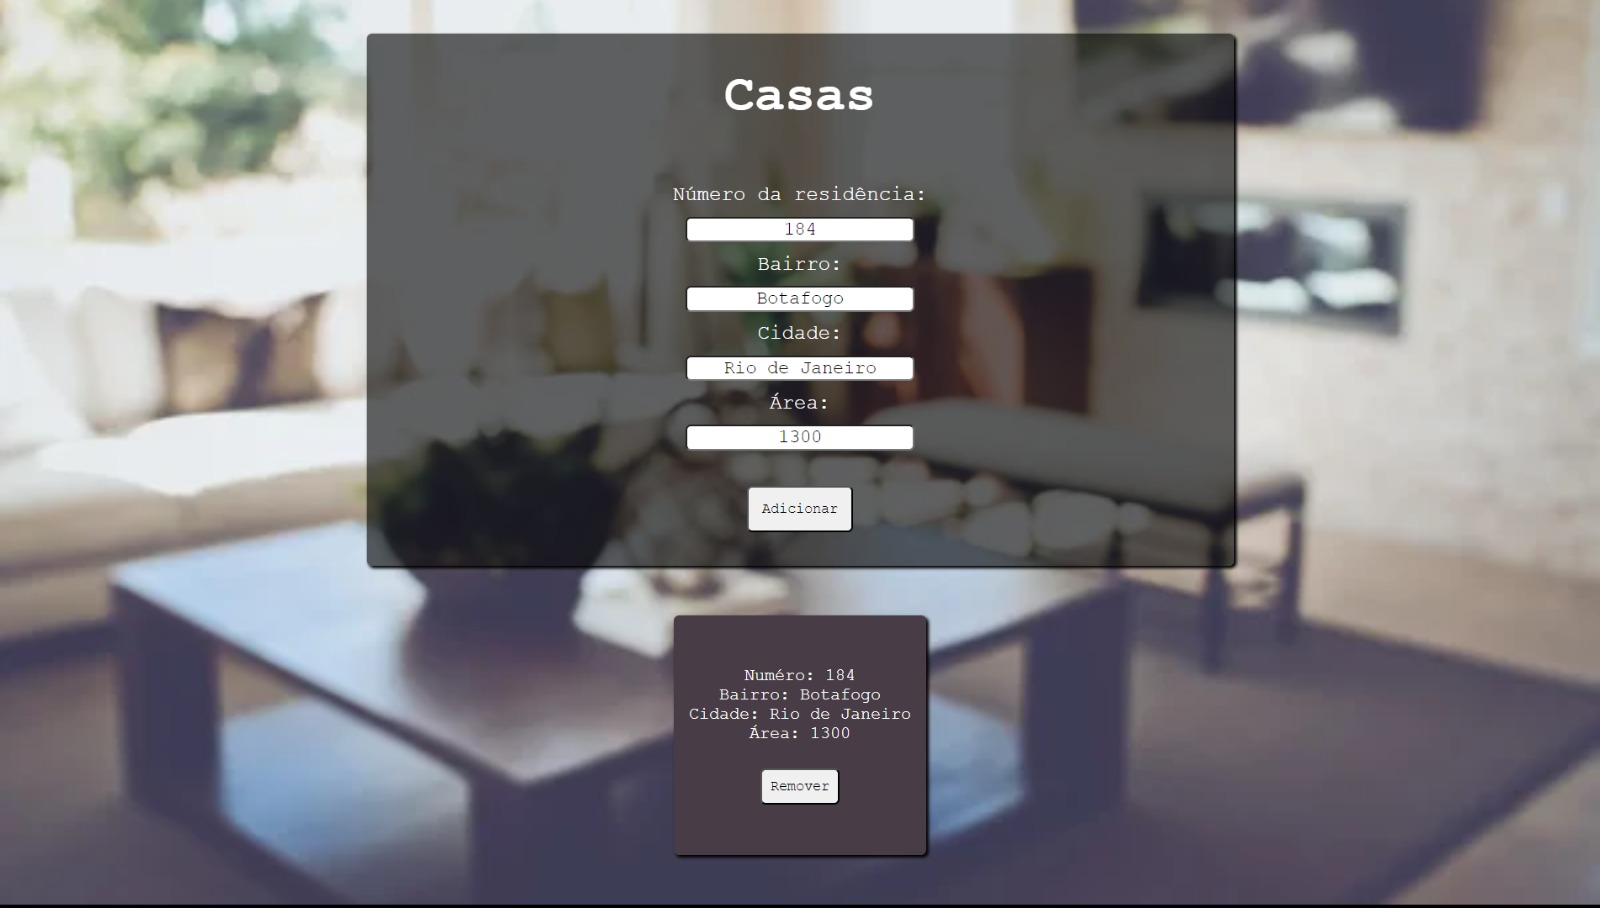 Casas
Número da residência:
184
Bairro:
Botafogo
Cidade:
Rio de Janeiro
Área:
1300
Adicionar
Numéro: 184
Bairro: Botafogo
Cidade: Rio de Janeiro
Área: 1300
Remover